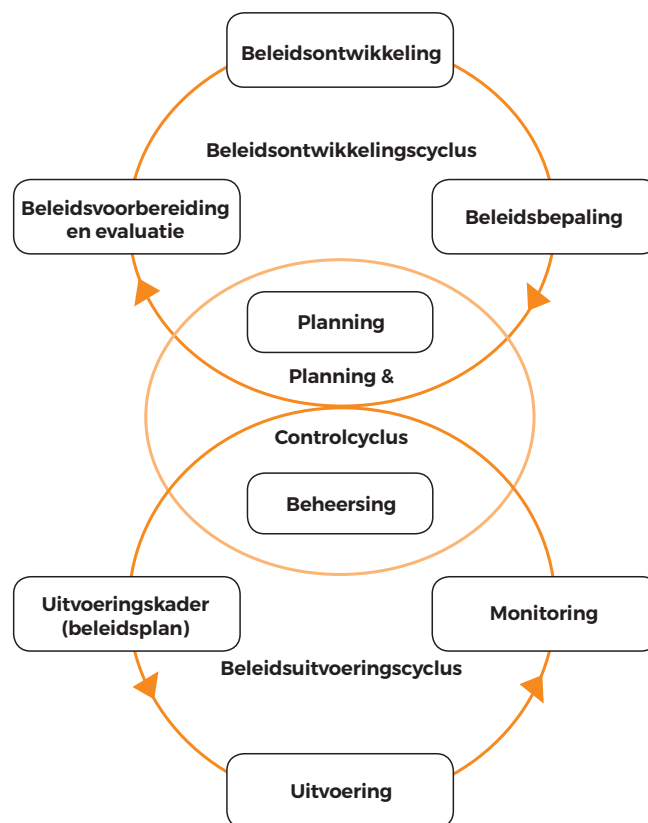 Beleidsontwikkeling
Beleidsontwikkelingscyclus
Beleidsvoorbereiding
en evaluatie
Beleidsbepaling
Planning
Planning &
Controlcyclus
Beheersing
Uitvoeringskader
(beleidsplan)
Monitoring
Beleidsuitvoeringscyclus
Uitvoering